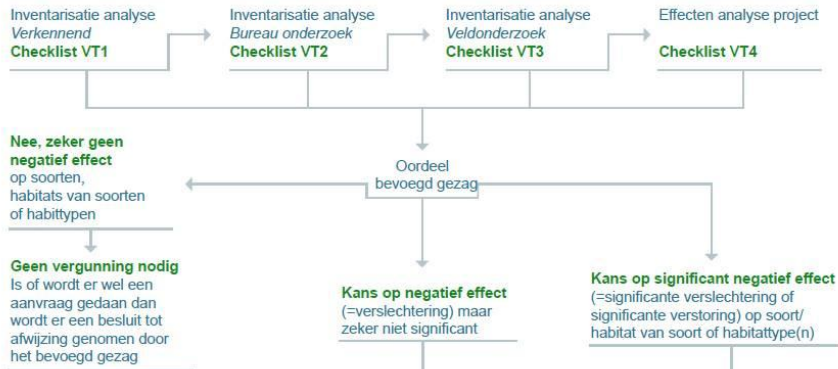 Inventarisatie analyse
Verkennend
Checklist VT1
Inventarisatie analyse
Bureau onderzoek
Checklist VT2
Inventarisatie analyse
Veldonderzoek
Checklist VT3
Effecten analyse project
Checklist VT4
Oordeel
bevoegd gezag
Nee, zeker geen
negatief effect
op soorten,
habitats van soorten
of habittypen
Geen vergunning nodig
Is of wordt er wel een
aanvraag gedaan dan
wordt er een besluit tot
afwijzing genomen door
het bevoegd gezag
Kans op negatief effect
(=verslechtering) maar
zeker niet significant
Kans op significant negatief effect
(=significante verslechtering of
significante verstoring) op soort/
habitat van soort of habitattype(n)